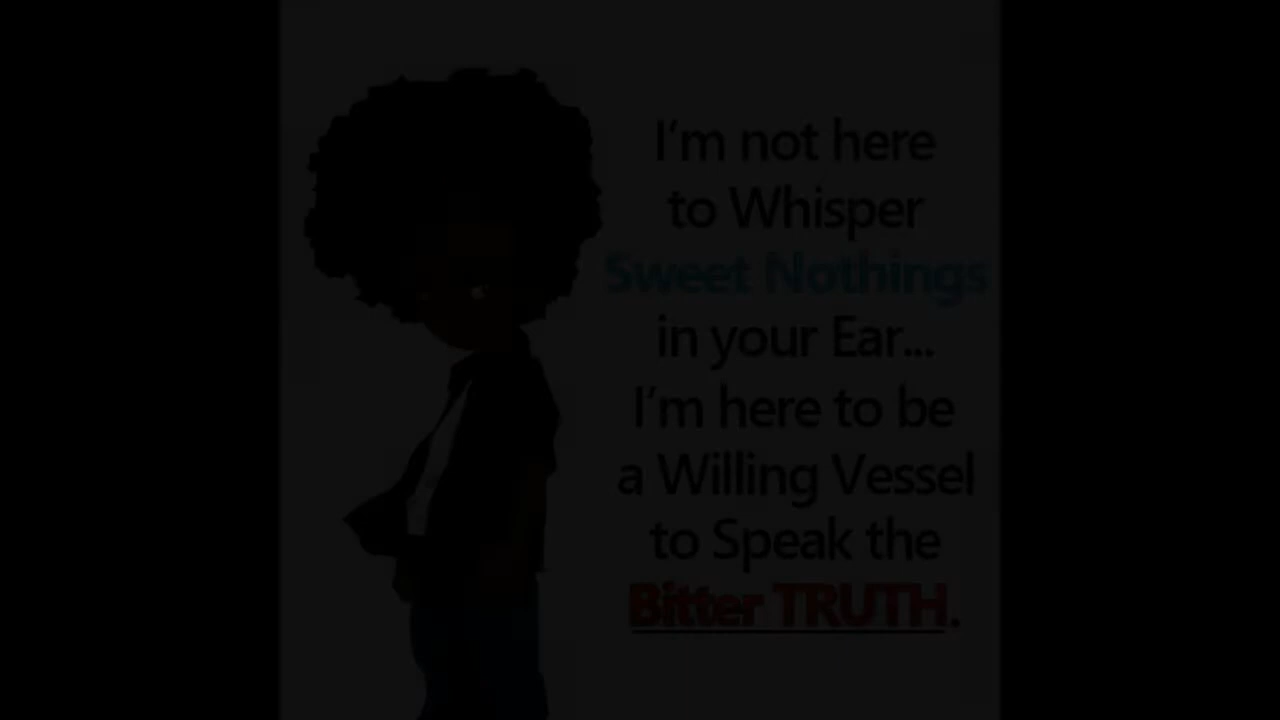 I'm not here
to Whisper
Sweet Nothings
in your Ear...
I'm here to be
a Willing Vessel
to Speak the
Bitter TRUTH.